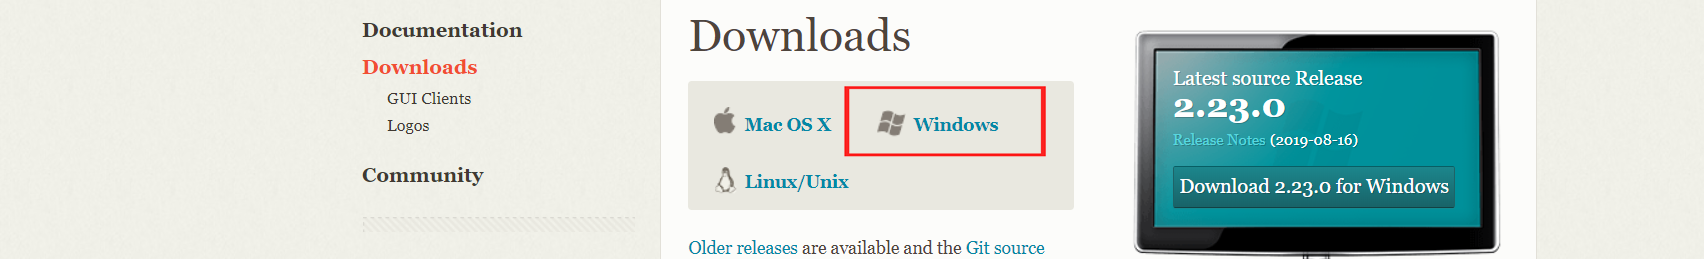 Documentation
Downloads
GUI Clients
Logos
Community
Downloads
Mac OS X
Windows
Linux/Unix
Older releases are available and the Git source
Latest source Release
2.23.0
Release Notes (2019-08-16)
Download 2.23.0 for Windows